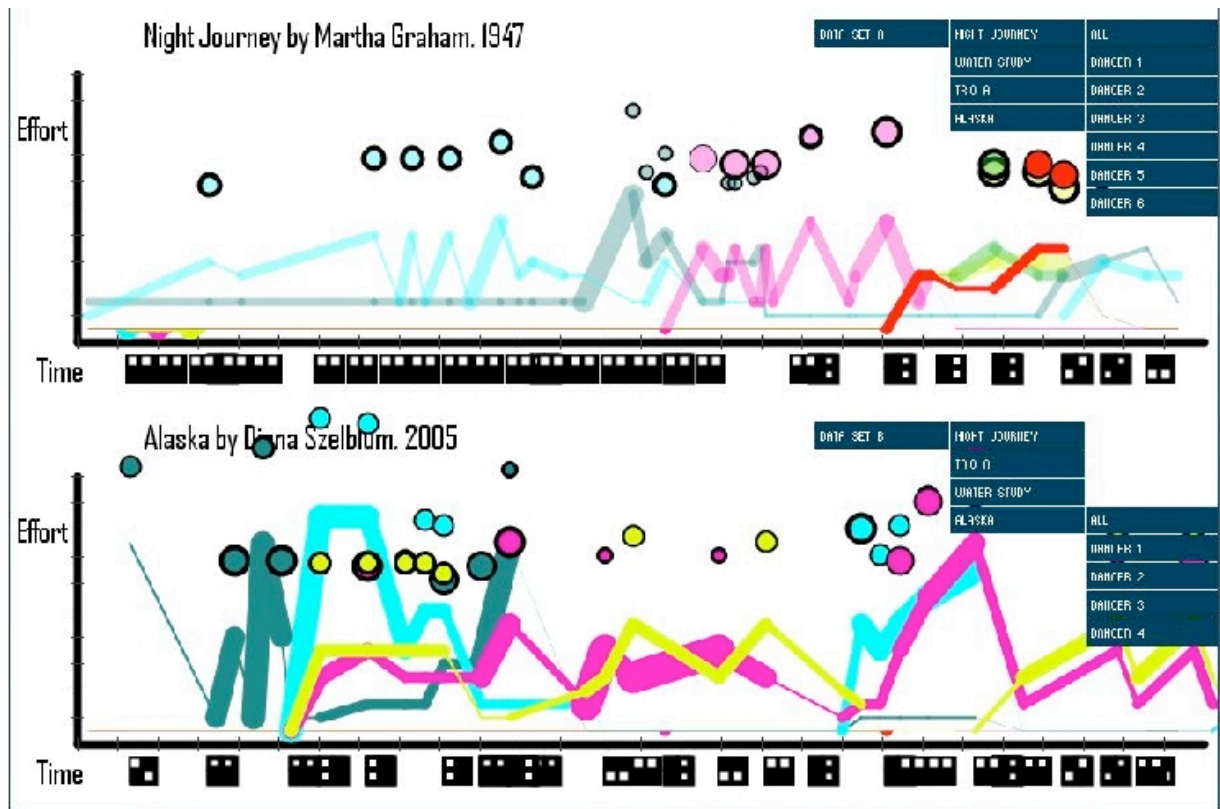 Night Journey by Martha Graham. 1947
DATA SET A
NIGHT JOURNEY
ALL
WATER STUDY
DANCER 1
TRIO A
DANCER 2
ALASKA
DANCER 3
DANCER 4
DANCER 5
DANCER 6
Effort
Time
Alaska by Diana Szeinblum. 2005
DATA SET B
NIGHT JOURNEY
TRIO A
WATER STUDY
ALASKA
ALL
DANCER 1
DANCER 2
DANCER 3
DANCER 4
Effort
Time